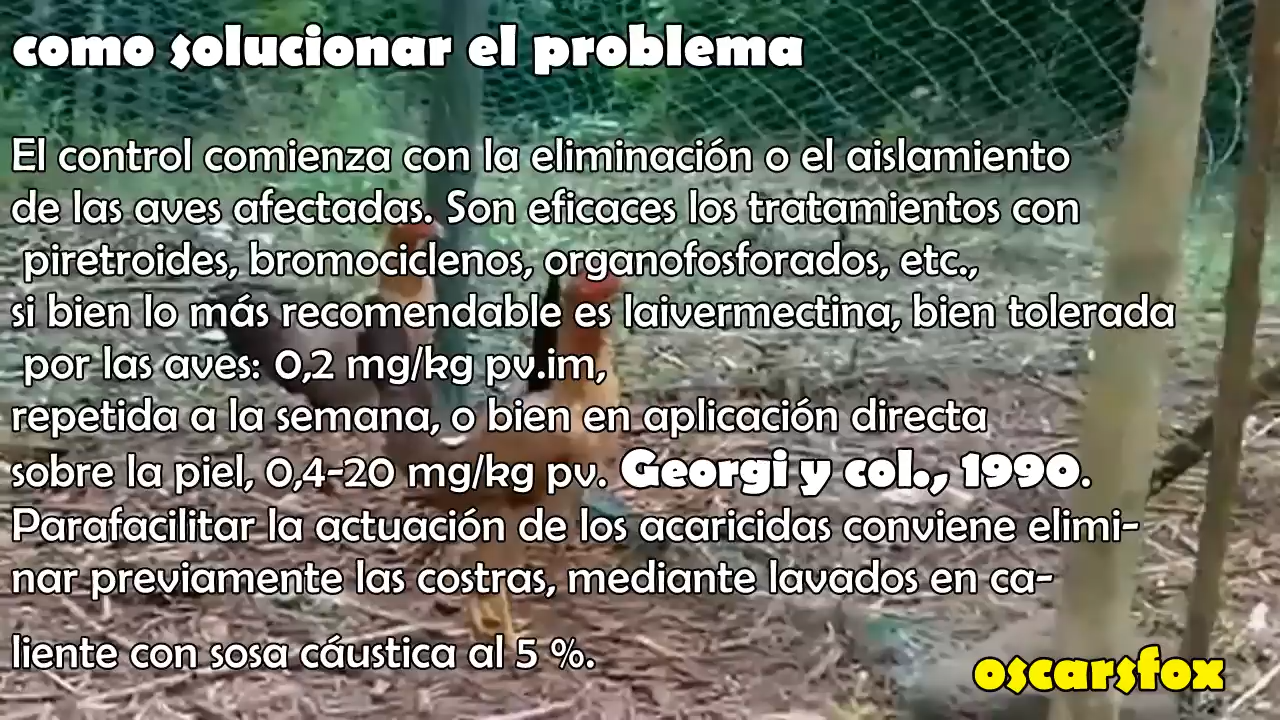 como solucionar el problema
El control comienza con la eliminación o el aislamiento
de las aves afectadas. Son eficaces los tratamientos con
piretroides, bromociclenos, organofosforados, etc.,
si bien lo más recomendable es laivermectina, bien tolerada
por las aves: 0,2 mg/kg pv.im,
repetida a la semana, o bien en aplicación directa
sobre la piel, 0,4-20 mg/kg pv. Georgi y col., 1990.
Parafacilitar la actuación de los acaricidas conviene elimi-
nar previamente las costras, mediante lavados en ca-
liente con sosa cáustica al 5 %.
oscarsfox